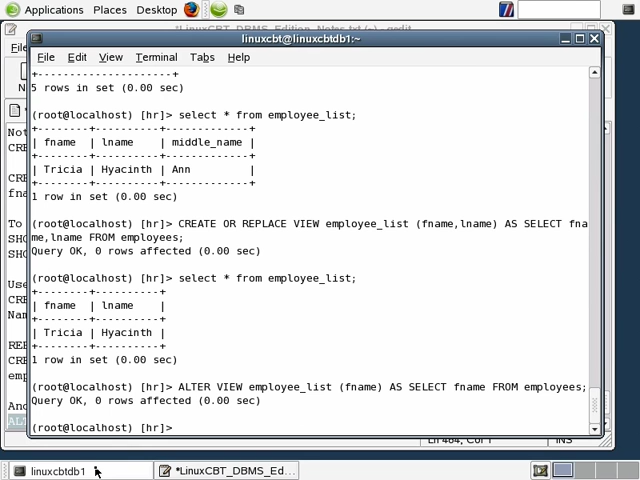 Applications Places Desktop
*LinuxCBT_DBMS_Edition_Notes.txt (~) - gedit
linuxcbt@linuxcbtdb1:~
File Edit View Terminal Tabs Help
+---------------------+
5 rows in set (0.00 sec)
(root@localhost) [hr]> select * from employee_list;
+--------+----------+-------------+
| fname | lname | middle_name |
+--------+----------+-------------+
| Tricia | Hyacinth | Ann |
+--------+----------+-------------+
1 row in set (0.00 sec)
(root@localhost) [hr]> CREATE OR REPLACE VIEW employee_list (fname,lname) AS SELECT fna
me,lname FROM employees;
Query OK, 0 rows affected (0.00 sec)
(root@localhost) [hr]> select * from employee_list;
+--------+----------+
| fname | lname |
+--------+----------+
| Tricia | Hyacinth |
+--------+----------+
1 row in set (0.00 sec)
(root@localhost) [hr]> ALTER VIEW employee_list (fname) AS SELECT fname FROM employees;
Query OK, 0 rows affected (0.00 sec)
(root@localhost) [hr]>
Ln 464, Col 1 INS
linuxcbtdb1
*LinuxCBT_DBMS_Ed...